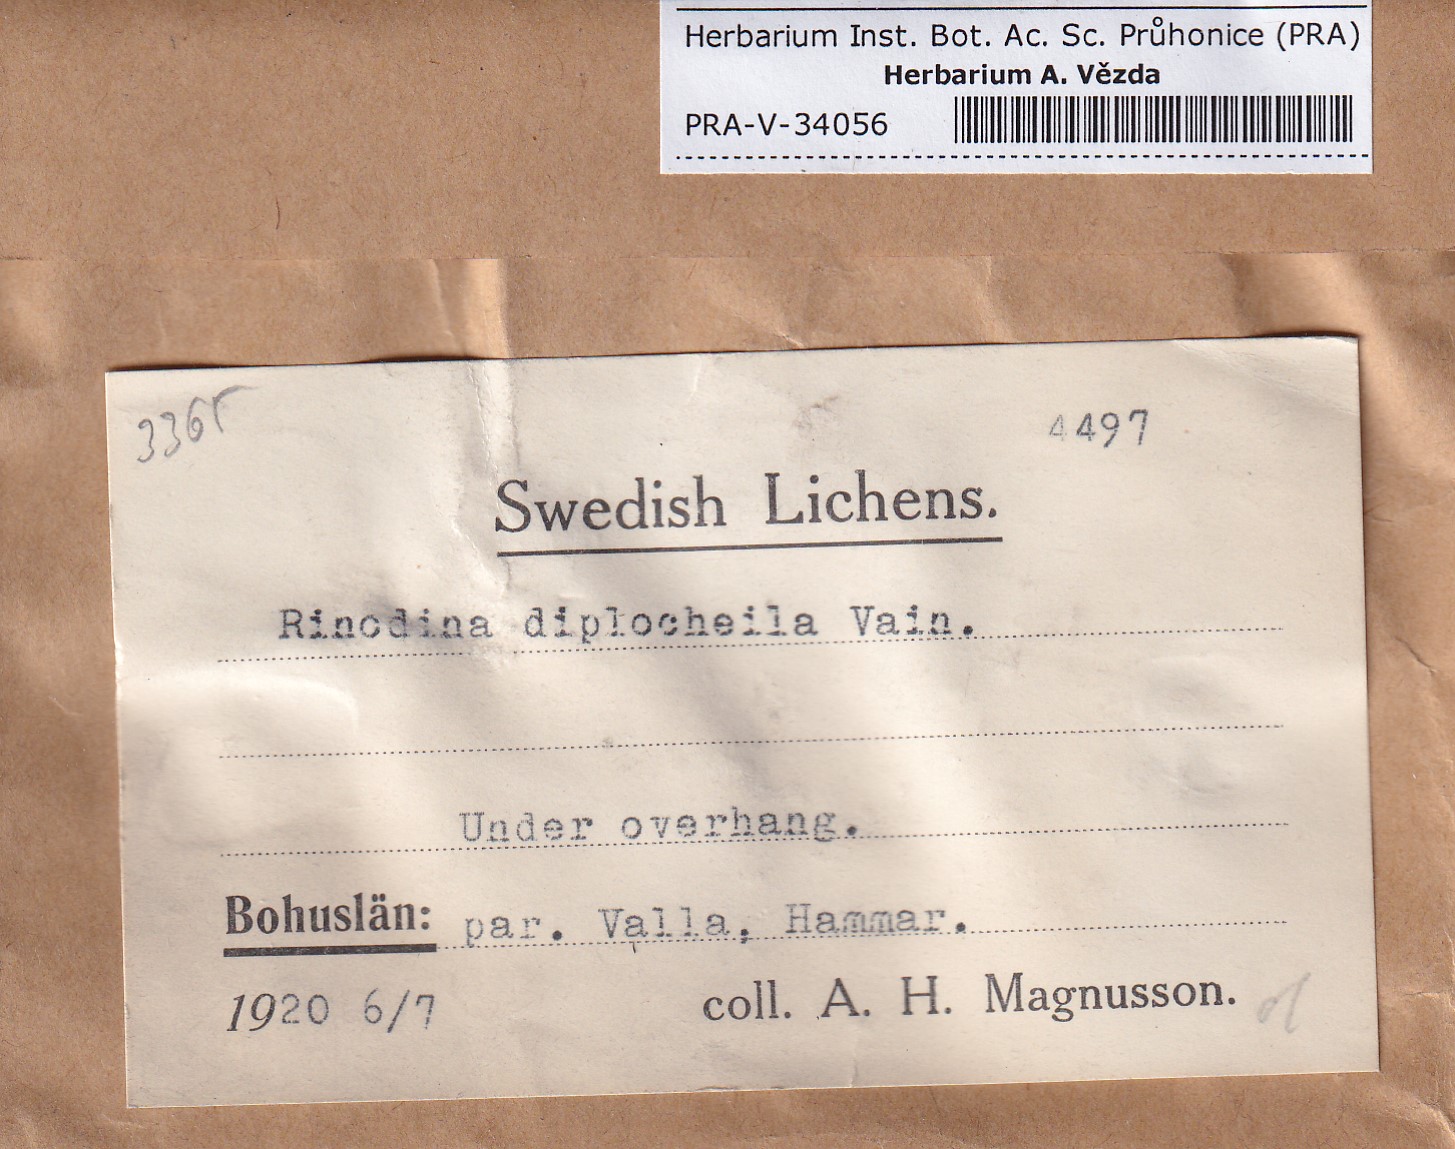 Herbarium Inst. Bot. Ac. Sc. Průhonice (PRA)
Herbarium A. Vězda
PRA-V-34056
4497
Swedish Lichens.
Rinodina diplocheila Vain.
Under overhang.
Bohuslän: par. Valla, Hammar.
1920 6/7 coll. A. H. Magnusson.